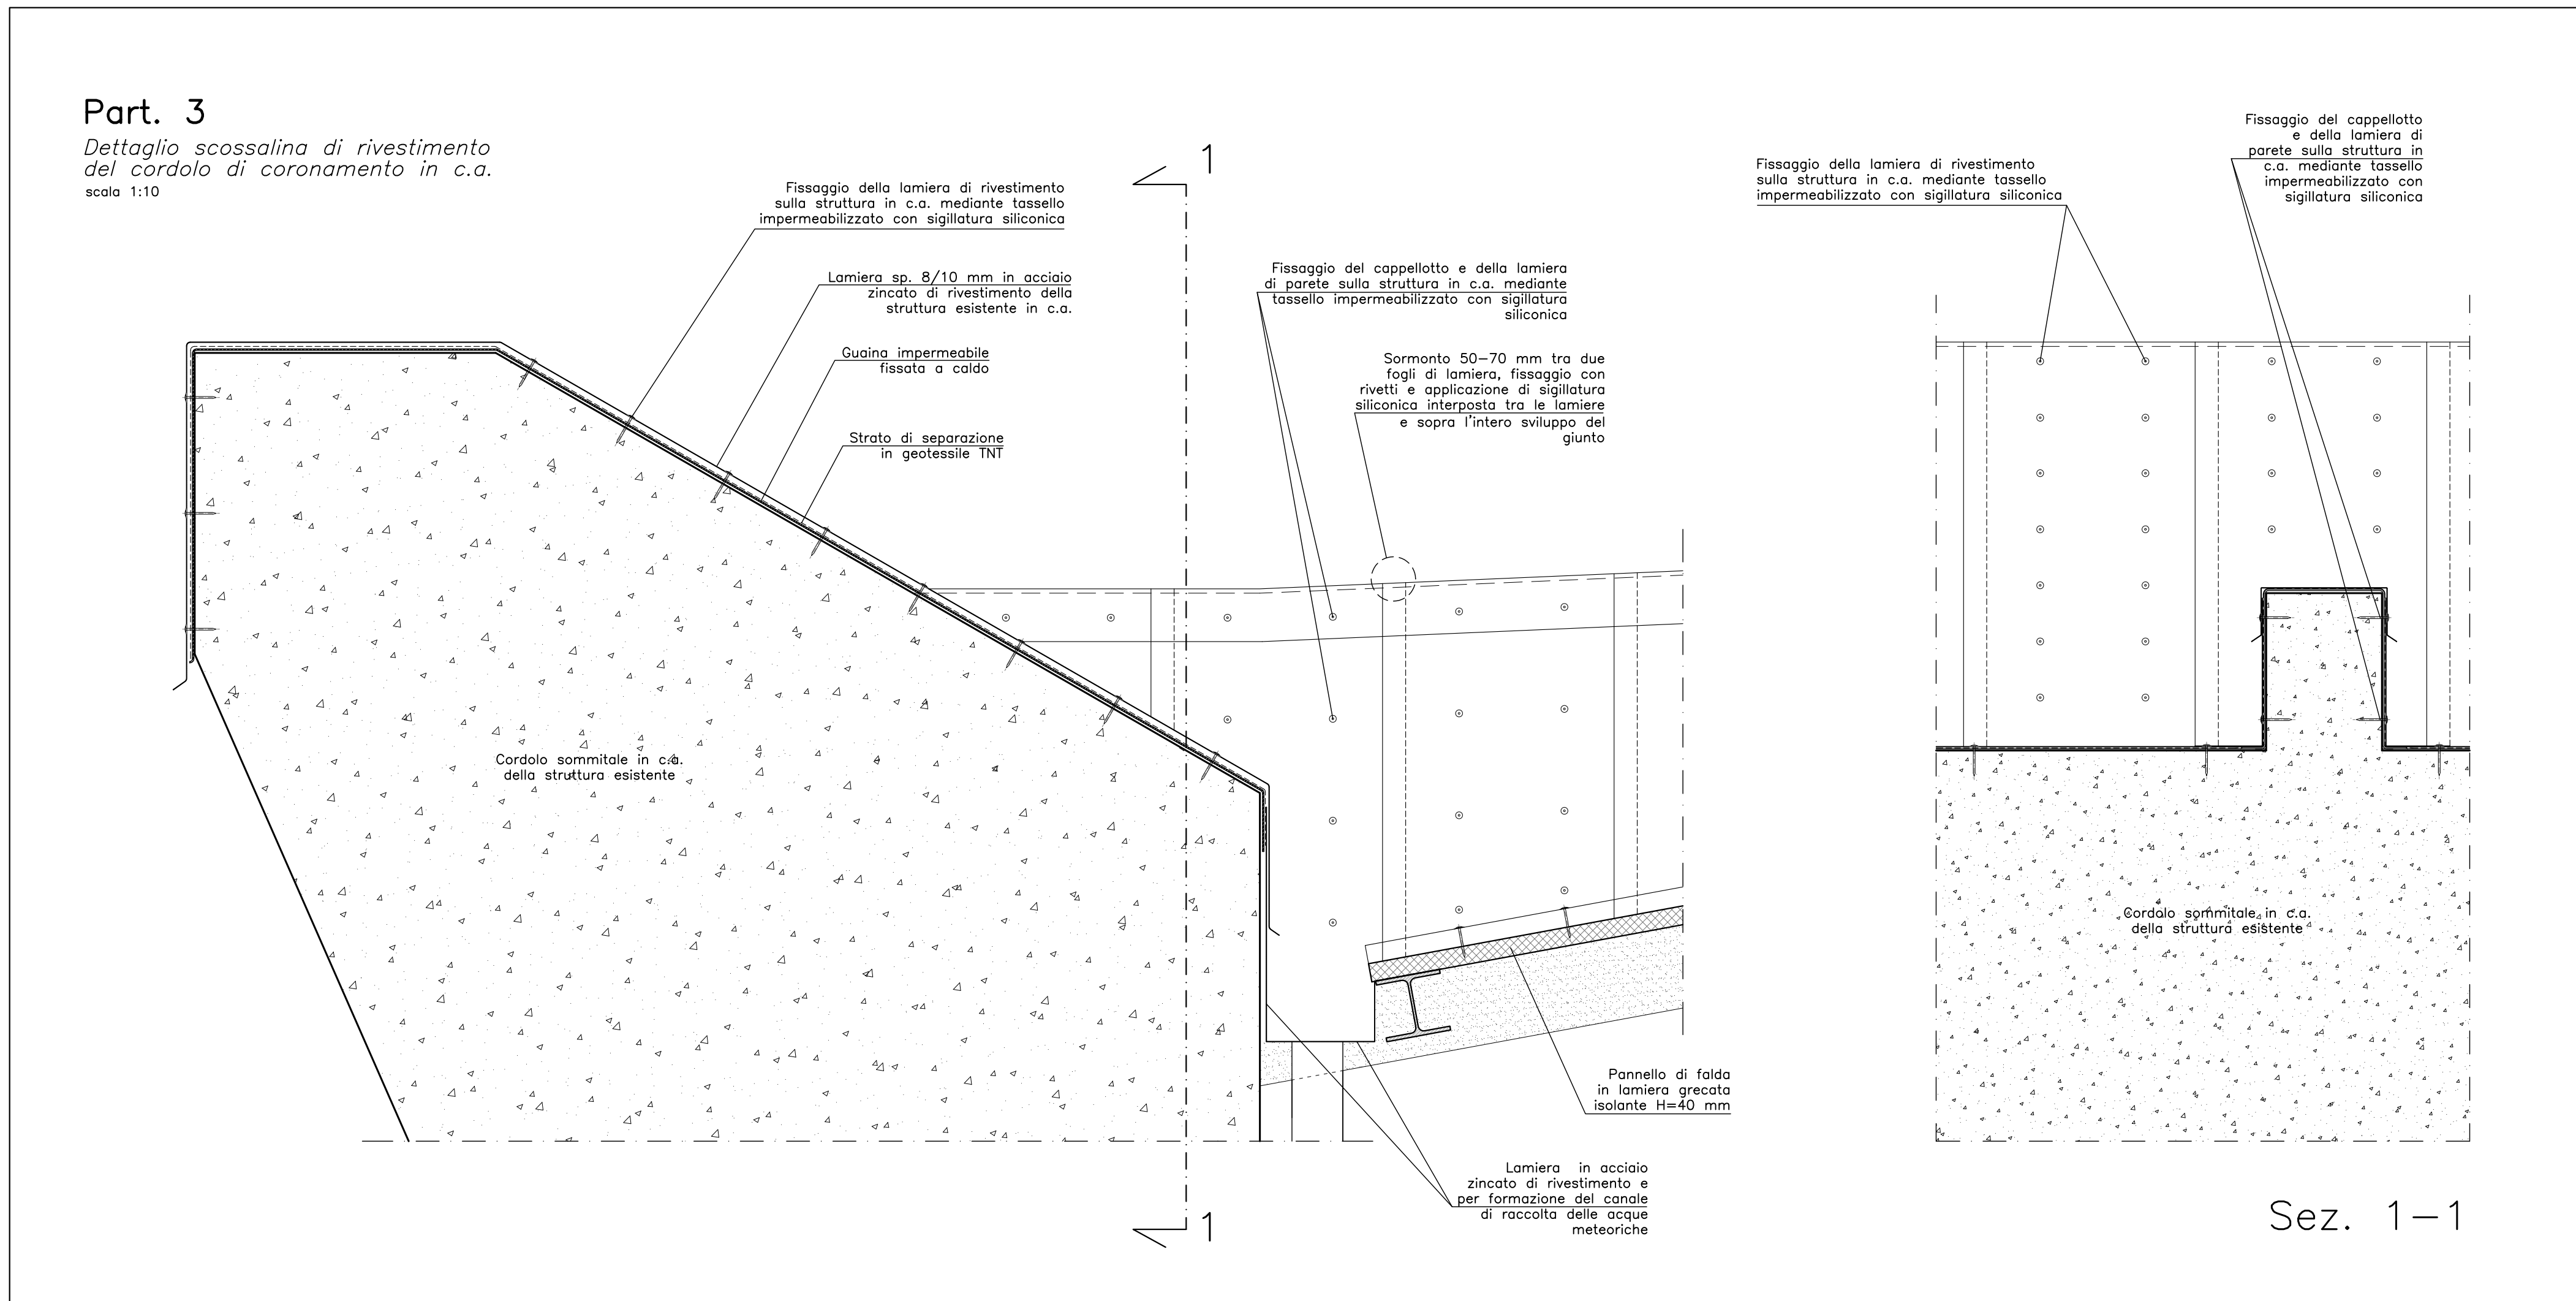 Part. 3
Dettaglio scossalina di rivestimento
del cordolo di coronamento in c.a.
scala 1:10
Fissaggio della lamiera di rivestimento
sulla struttura in c.a. mediante tassello
impermeabilizzato con sigillatura siliconica
Lamiera sp. 8/10 mm in acciaio
zincato di rivestimento della
struttura esistente in c.a.
Guaina impermeabile
fissata a caldo
Strato di separazione
in geotessile TNT
1
Fissaggio del cappellotto e della lamiera
di parete sulla struttura in c.a. mediante
tassello impermeabilizzato con sigillatura
siliconica
Sormonto 50-70 mm tra due
fogli di lamiera, fissaggio con
rivetti e applicazione di sigillatura
siliconica interposta tra le lamiere
e sopra l'intero sviluppo del
giunto
Cordolo sommitale in c.a.
della struttura esistente
Pannello di falda
in lamiera grecata
isolante H=40 mm
Lamiera in acciaio
zincato di rivestimento e
per formazione del canale
di raccolta delle acque
meteoriche
1
Fissaggio della lamiera di rivestimento
sulla struttura in c.a. mediante tassello
impermeabilizzato con sigillatura siliconica
Fissaggio del cappellotto
e della lamiera di
parete sulla struttura in
c.a. mediante tassello
impermeabilizzato con
sigillatura siliconica
Cordolo sommitale in c.a.
della struttura esistente
Sez. 1-1